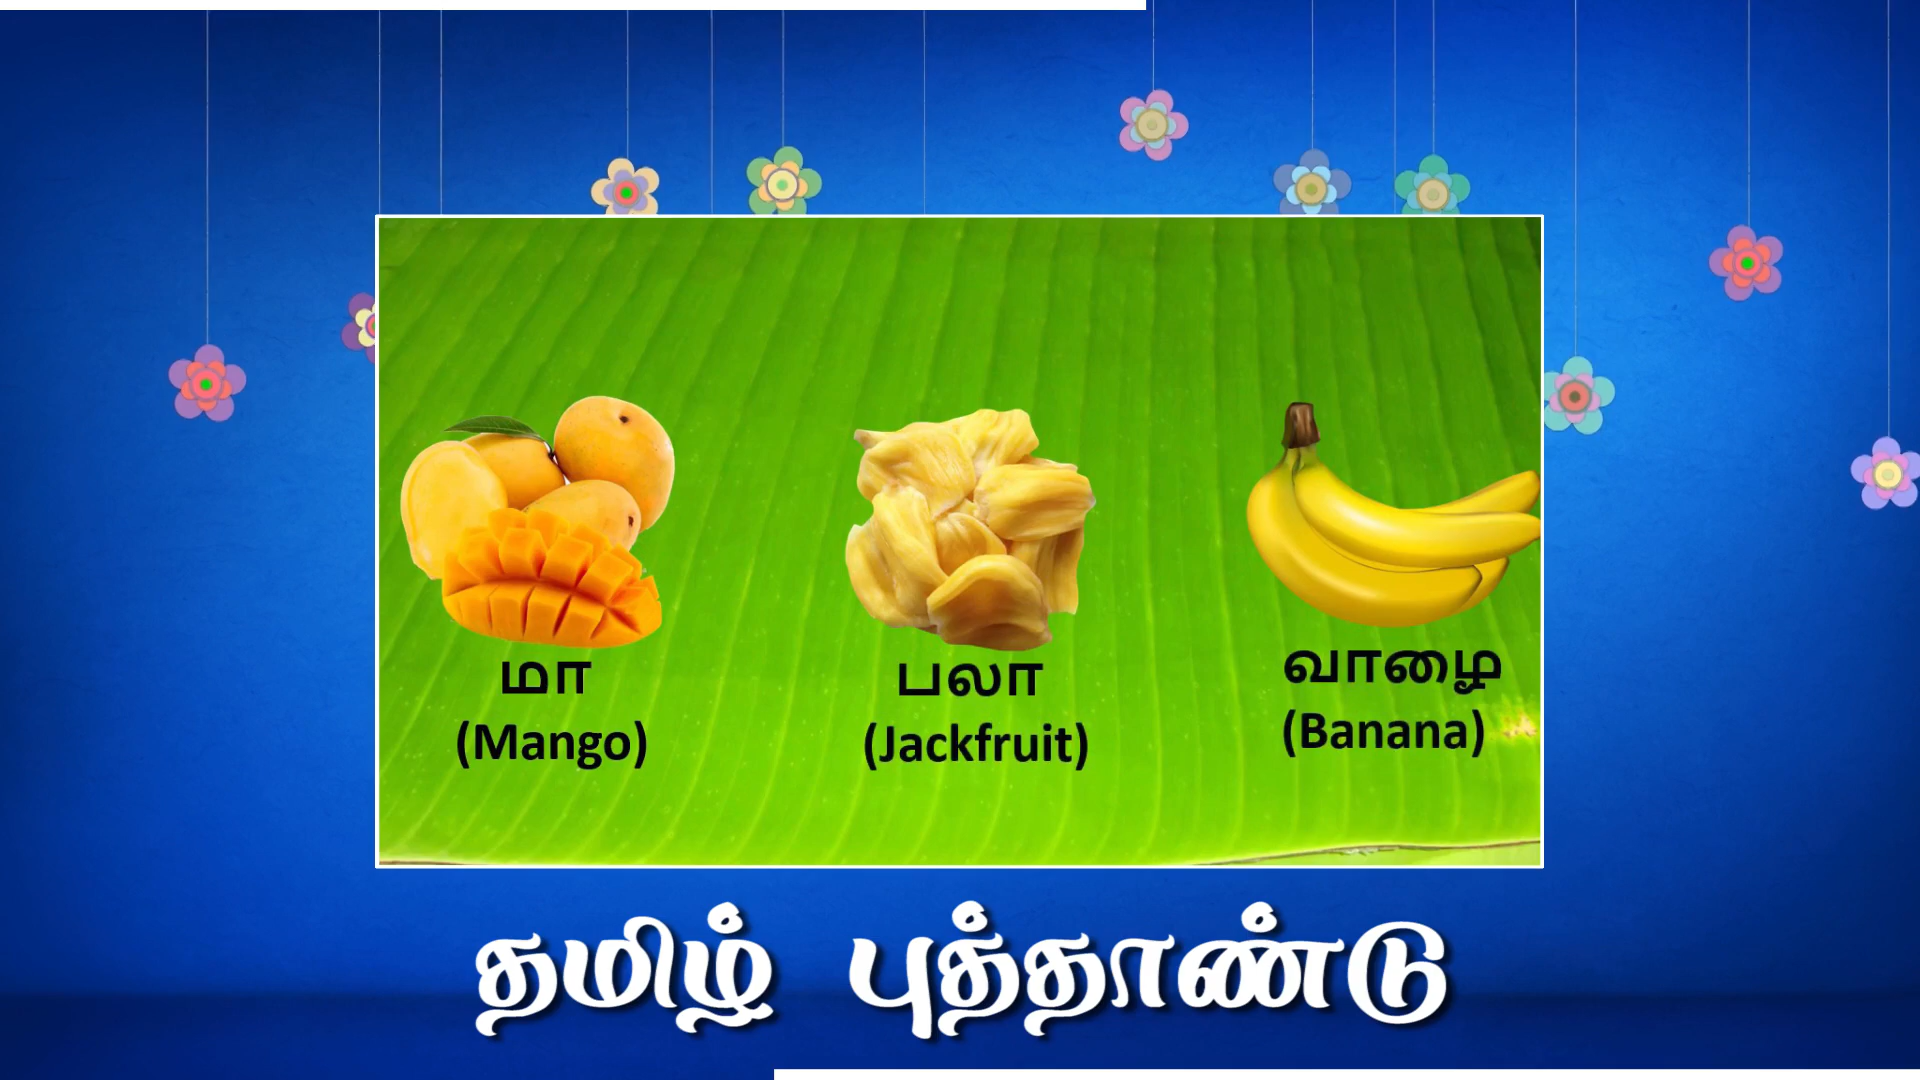 மா
(Mango)
பலா
(Jackfruit)
வாழை
(Banana)
தமிழ் புத்தாண்டு